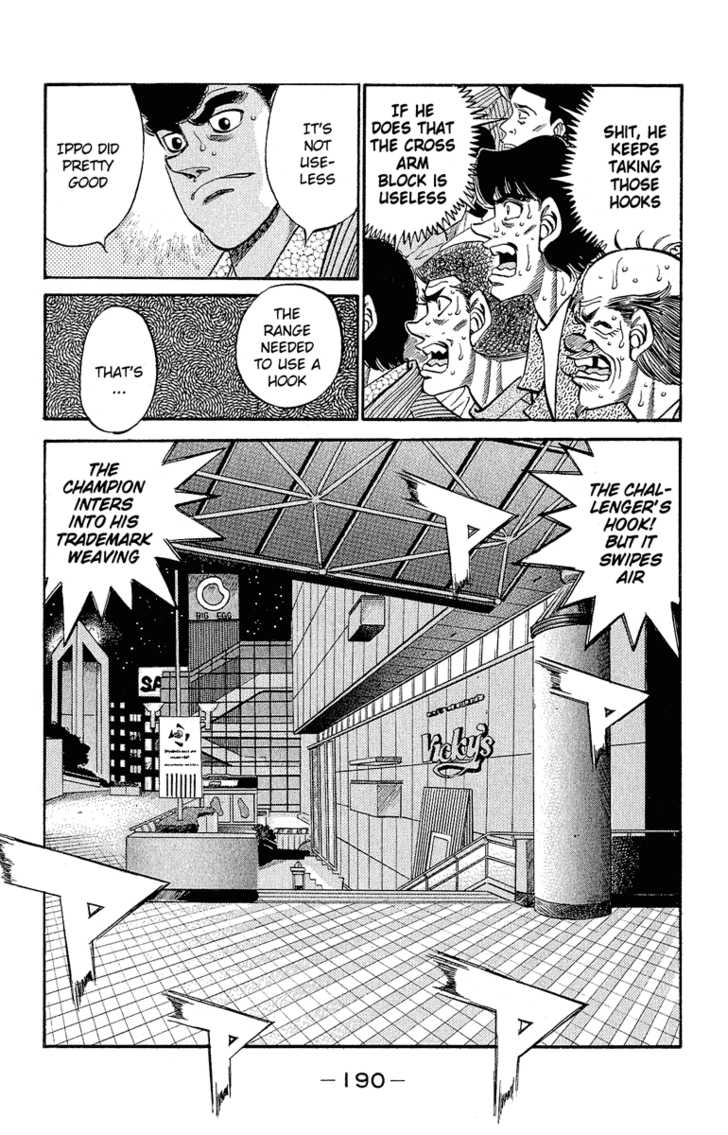 SHIT, HE
KEEPS
TAKING
THOSE
HOOKS
IF HE
DOES THAT
THE CROSS
ARM
BLOCK IS
USELESS
IT'S
NOT
USE-
LESS
IPPO DID
PRETTY
GOOD
THE
RANGE
NEEDED
TO USE A
HOOK
THAT'S
...
THE CHAL-
LENGER'S
HOOK!
BUT IT
SWIPES
AIR
THE
CHAMPION
INTERS
INTO HIS
TRADEMARK
WEAVING
BIG EGG
SA
Vicky's
-190-